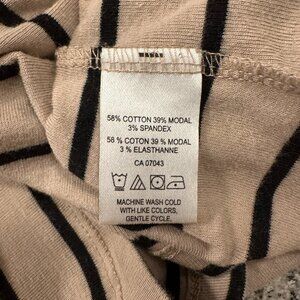 58% COTTON 39% MODAL
3% SPANDEX
58 % COTON 39 % MODAL
3 % ELASTHANNE
CA 07043
MACHINE WASH COLD
WITH LIKE COLORS,
GENTLE CYCLE.